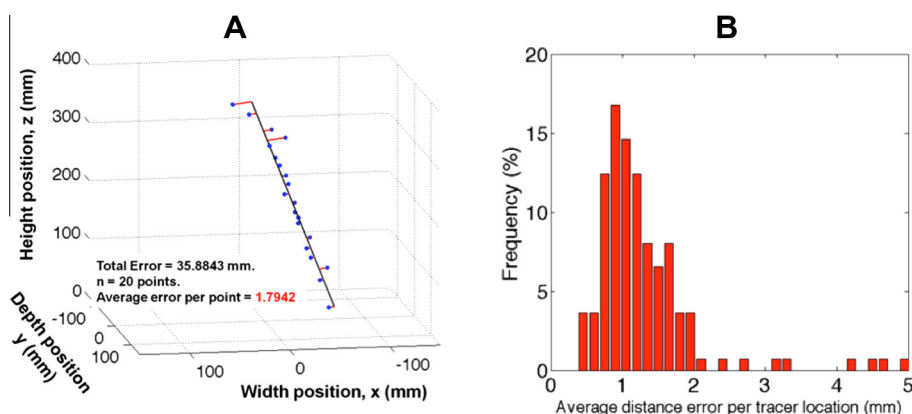 A
400
300
200
100
0
Height position, z (mm)
Total Error = 35.8843 mm.
n = 20 points.
Average error per point = 1.7942
-100
0
100
Depth position
y (mm)
100
0
-100
Width position, x (mm)
B
20
15
10
5
0
Frequency (%)
0
1
2
3
4
5
Average distance error per tracer location (mm)